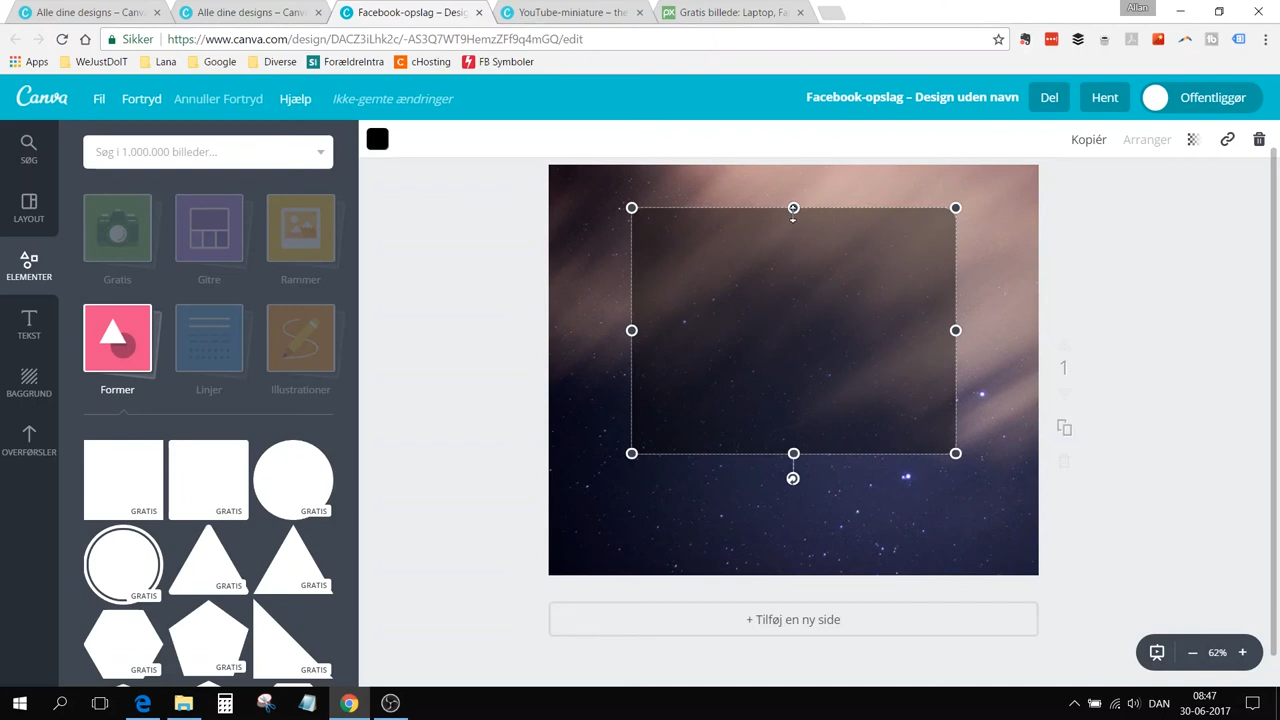 Alle dine designs – Canva
Alle dine designs – Canva
Facebook-opslag – Desig
YouTube-miniature – the
Gratis billede: Laptop, Fa
Allan
Sikker
https://www.canva.com/design/DACZ3iLhk2c/-AS3Q7WT9HemzZFf9q4mGQ/edit
Apps WeJustDoIT Lana Google Diverse ForældreIntra cHosting FB Symboler
Canva Fil Fortryd Annuller Fortryd Hjælp Ikke-gemte ændringer Facebook-opslag – Design uden navn Del Hent Offentliggør
Kopiér Arranger
SØG
LAYOUT
ELEMENTER
TEKST
BAGGRUND
OVERFØRSLER
Søg i 1.000.000 billeder...
Gratis Gitre Rammer
Former Linjer Illustrationer
GRATIS GRATIS GRATIS
GRATIS GRATIS GRATIS
GRATIS GRATIS GRATIS
1
+ Tilføj en ny side
62%
DAN
08:47
30-06-2017